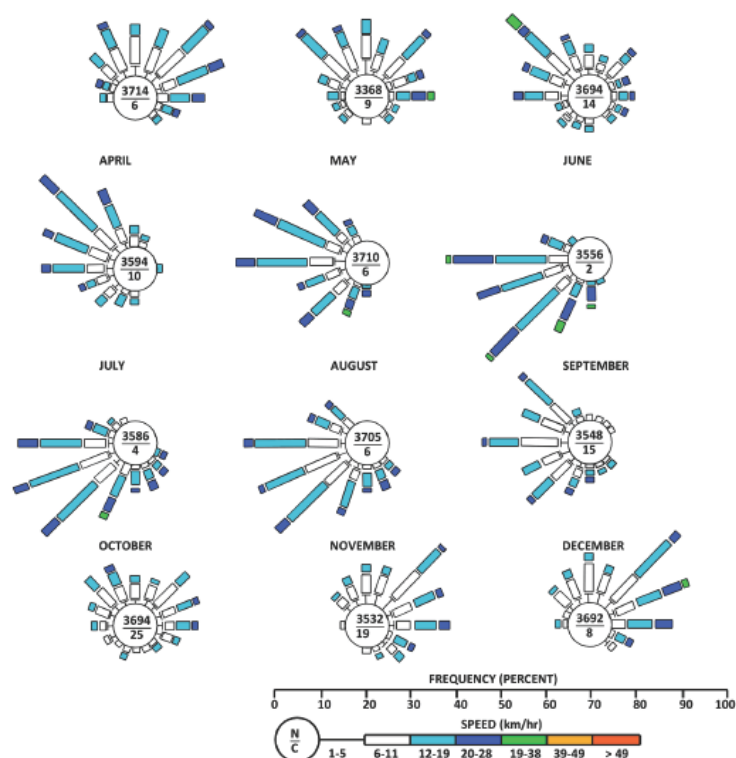 3714 3368 3694
6 9 14
APRIL MAY JUNE
3594 3710 3556
10 6 2
JULY AUGUST SEPTEMBER
3586 3705 3548
4 6 15
OCTOBER NOVEMBER DECEMBER
3694 3532 3692
25 19 8
FREQUENCY (PERCENT)
0 10 20 30 40 50 60 70 80 90 100
SPEED (km/hr)
N
C
1-5 6-11 12-19 20-28 19-38 39-49 > 49